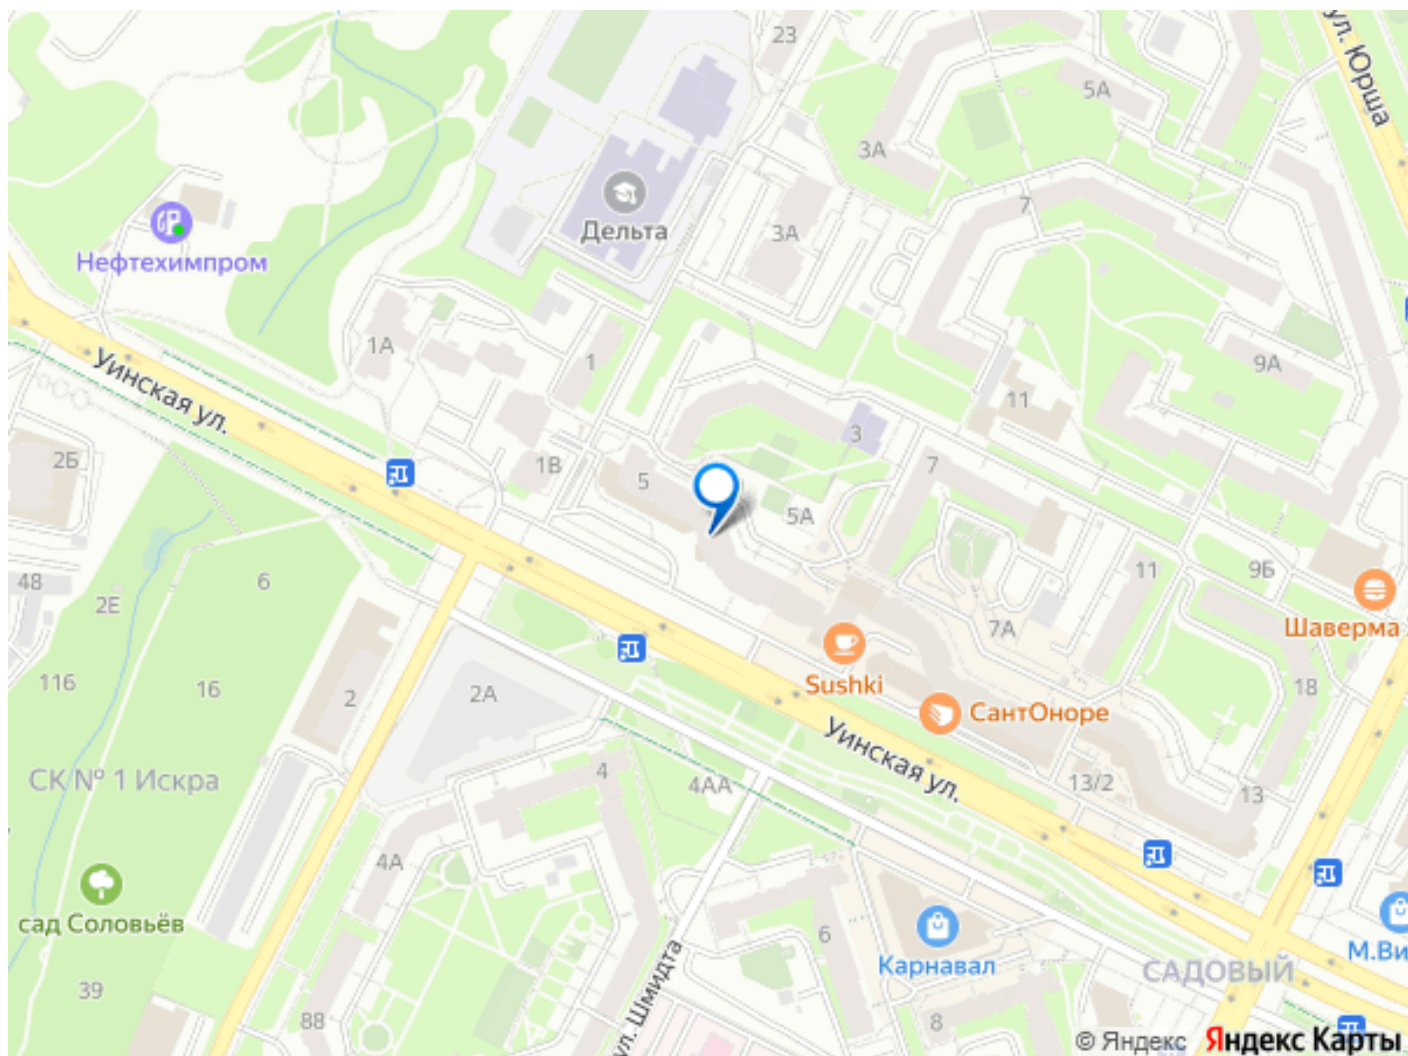 23
ул. Юрша
5А
3А
Дельта
7
3А
Нефтехимпром
1А
1
9А
Уинская ул.
11
3
2Б
1В
5
7
5А
48
2Е
6
11
9Б
7А
Шаверма
116
16
2
2А
Sushki
СантОноре
18
Уинская ул.
СК № 1 Искра
4
4АА
13/2
13
4А
сад Соловьёв
6
Карнавал
М.Ви
САДОВЫЙ
39
88
ул. Шмидта
8
© Яндекс Яндекс Карты